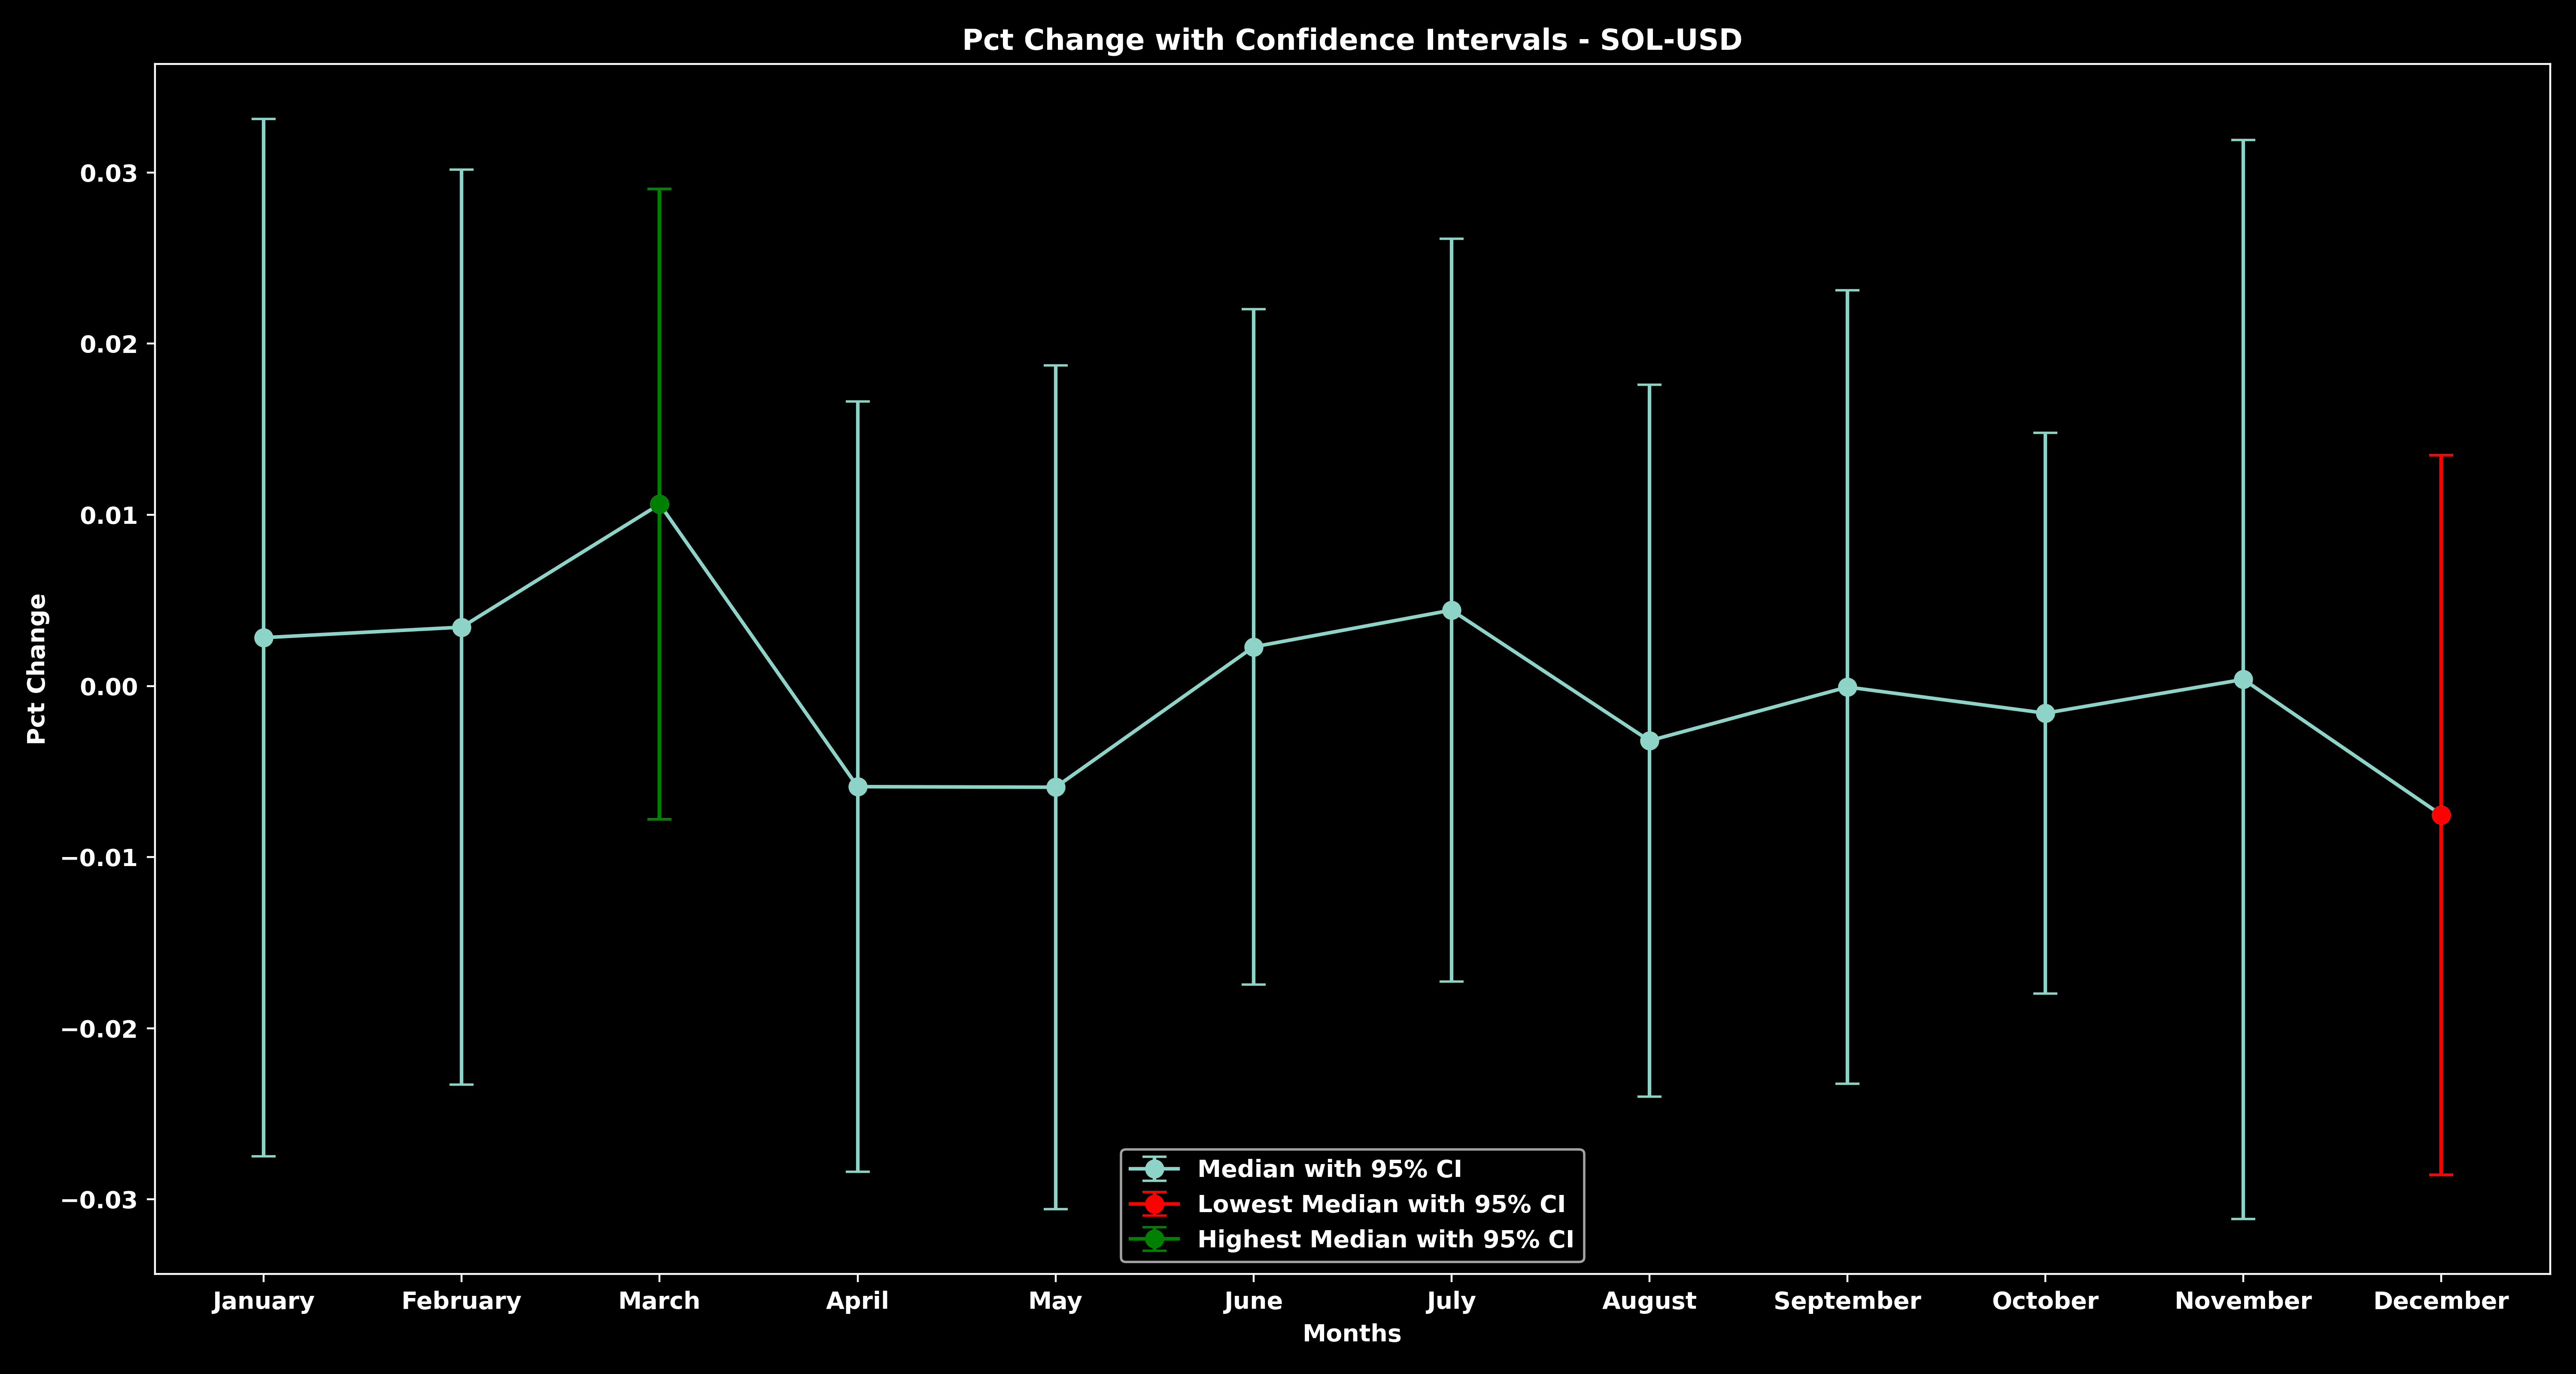 Pct Change with Confidence Intervals - SOL-USD
Pct Change
0.03
0.02
0.01
0.00
−0.01
−0.02
−0.03
Median with 95% CI
Lowest Median with 95% CI
Highest Median with 95% CI
January February March April May June July August September October November December
Months